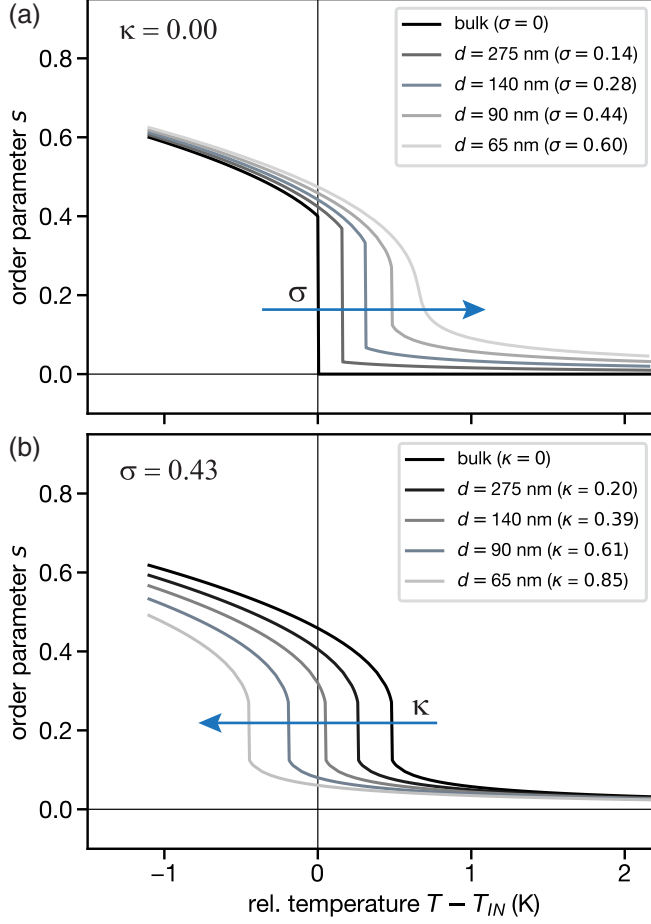 (a)
κ = 0.00
bulk (σ = 0)
d = 275 nm (σ = 0.14)
d = 140 nm (σ = 0.28)
d = 90 nm (σ = 0.44)
d = 65 nm (σ = 0.60)
order parameter s
0.8
0.6
0.4
0.2
0.0
σ
(b)
σ = 0.43
bulk (κ = 0)
d = 275 nm (κ = 0.20)
d = 140 nm (κ = 0.39)
d = 90 nm (κ = 0.61)
d = 65 nm (κ = 0.85)
order parameter s
0.8
0.6
0.4
0.2
0.0
κ
−1 0 1 2
rel. temperature T − T_IN (K)